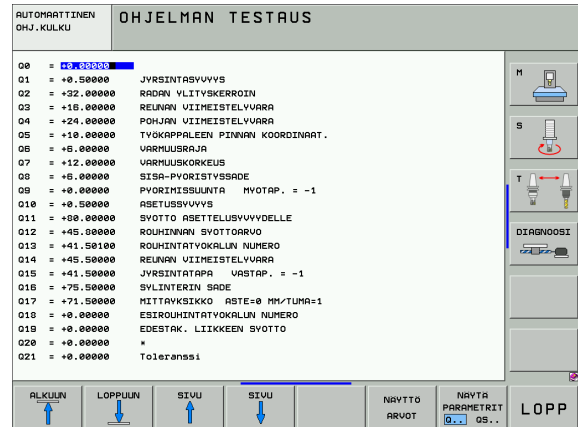 AUTOMAATTINEN
OHJ.KULKU
OHJELMAN TESTAUS
Q0 = +0.00000
Q1 = +0.50000 JYRSINTASYVYYS
Q2 = +32.00000 RADAN YLITYSKERROIN
Q3 = +16.00000 REUNAN VIIMEISTELYVARA
Q4 = +24.00000 POHJAN VIIMEISTELYVARA
Q5 = +10.00000 TYÖKAPPALEEN PINNAN KOORDINAAT.
Q6 = +6.00000 VARMUUSRAJA
Q7 = +12.00000 VARMUUSKORKEUS
Q8 = +6.00000 SISA-PYORISTYSSADE
Q9 = +0.00000 PYORIMISSUUNTA MYOTAP. = -1
Q10 = +0.50000 ASETUSSYVYYS
Q11 = +80.00000 SYOTTO ASETTELUSYVYYDELLE
Q12 = +45.80000 ROUHINNAN SYOTTOARVO
Q13 = +41.50100 ROUHINTATYOKALUN NUMERO
Q14 = +45.50000 REUNAN VIIMEISTELYVARA
Q15 = +41.50000 JYRSINTATAPA VASTAP. = -1
Q16 = +75.50000 SYLINTERIN SADE
Q17 = +71.50000 MITTAYKSIKKO ASTE=0 MM/TUMA=1
Q18 = +0.00000 ESIROUHINTATYOKALUN NUMERO
Q19 = +0.00000 EDESTAK. LIIKKEEN SYOTTO
Q20 = +0.00000 *
Q21 = +0.00000 Toleranssi
M
S
T
DIAGNOOSI
ALKUUN
LOPPUUN
SIVU
SIVU
NÄYTTÖ
ARVOT
NÄYTÄ
PARAMETRIT
Q.. QS..
LOPP